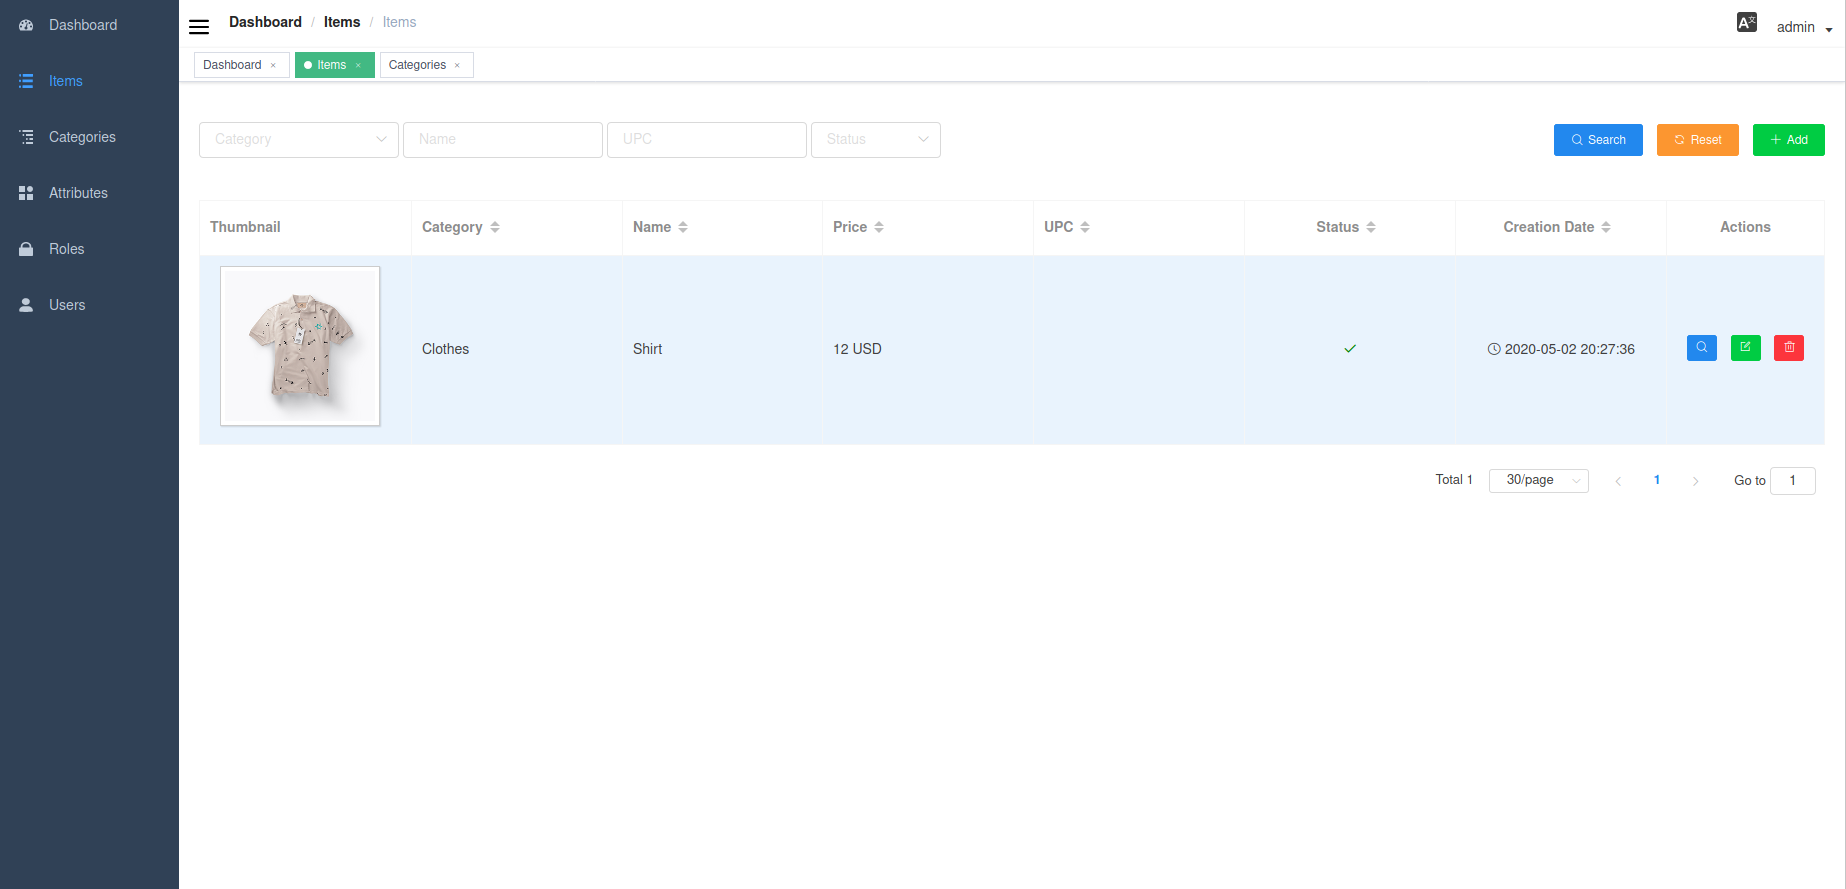 Dashboard
Items
Categories
Attributes
Roles
Users
Dashboard / Items / Items
admin
Dashboard × Items × Categories ×
Category Name UPC Status Search Reset Add
Thumbnail Category Name Price UPC Status Creation Date Actions
Clothes Shirt 12 USD 2020-05-02 20:27:36
Total 1 30/page 1 Go to 1